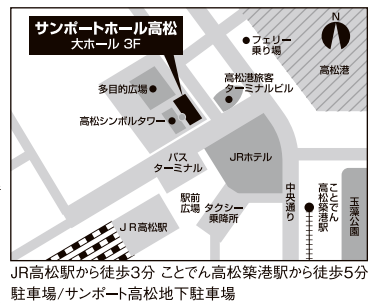 サンポートホール高松
大ホール 3F
N
フェリー
乗り場
高松港
高松港旅客
ターミナルビル
多目的広場
高松シンボルタワー
バス
ターミナル
JRホテル
駅前
広場
タクシー
乗降所
中央通り
ことでん
高松築港駅
玉藻公園
JR高松駅
JR高松駅から徒歩3分 ことでん高松築港駅から徒歩5分
駐車場/サンポート高松地下駐車場